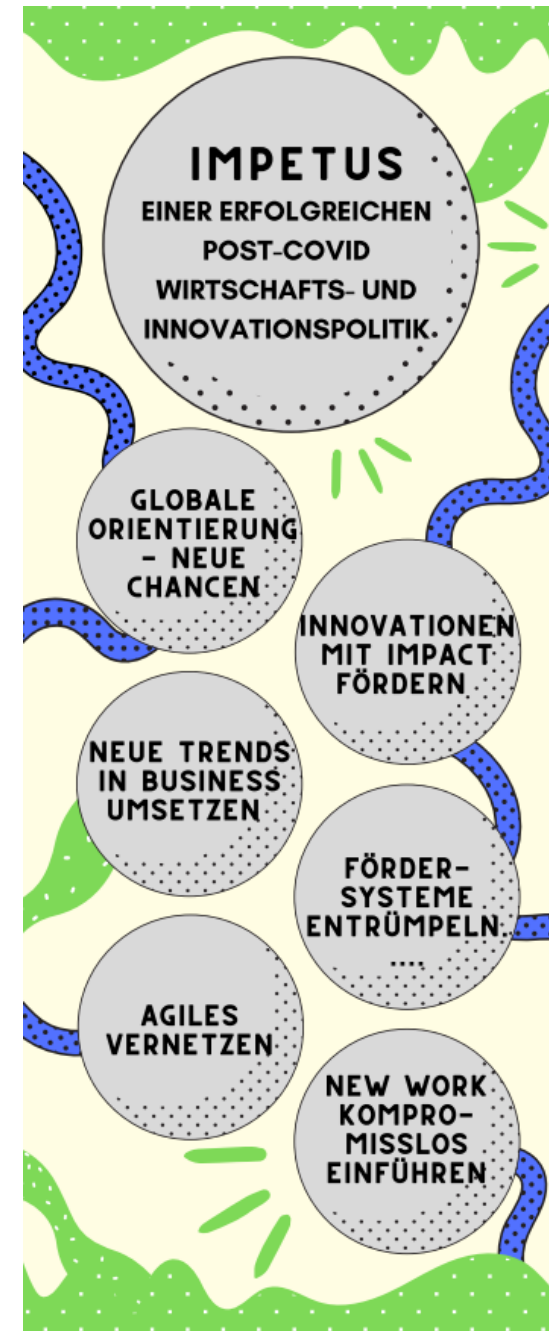 IMPETUS
EINER ERFOLGREICHEN
POST-COVID
WIRTSCHAFTS- UND
INNOVATIONSPOLITIK
GLOBALE
ORIENTIERUNG
- NEUE
CHANCEN
INNOVATIONEN
MIT IMPACT
FÖRDERN
NEUE TRENDS
IN BUSINESS
UMSETZEN
FÖRDER-
SYSTEME
ENTRÜMPELN
....
AGILES
VERNETZEN
NEW WORK
KOMPRO-
MISSLOS
EINFÜHREN